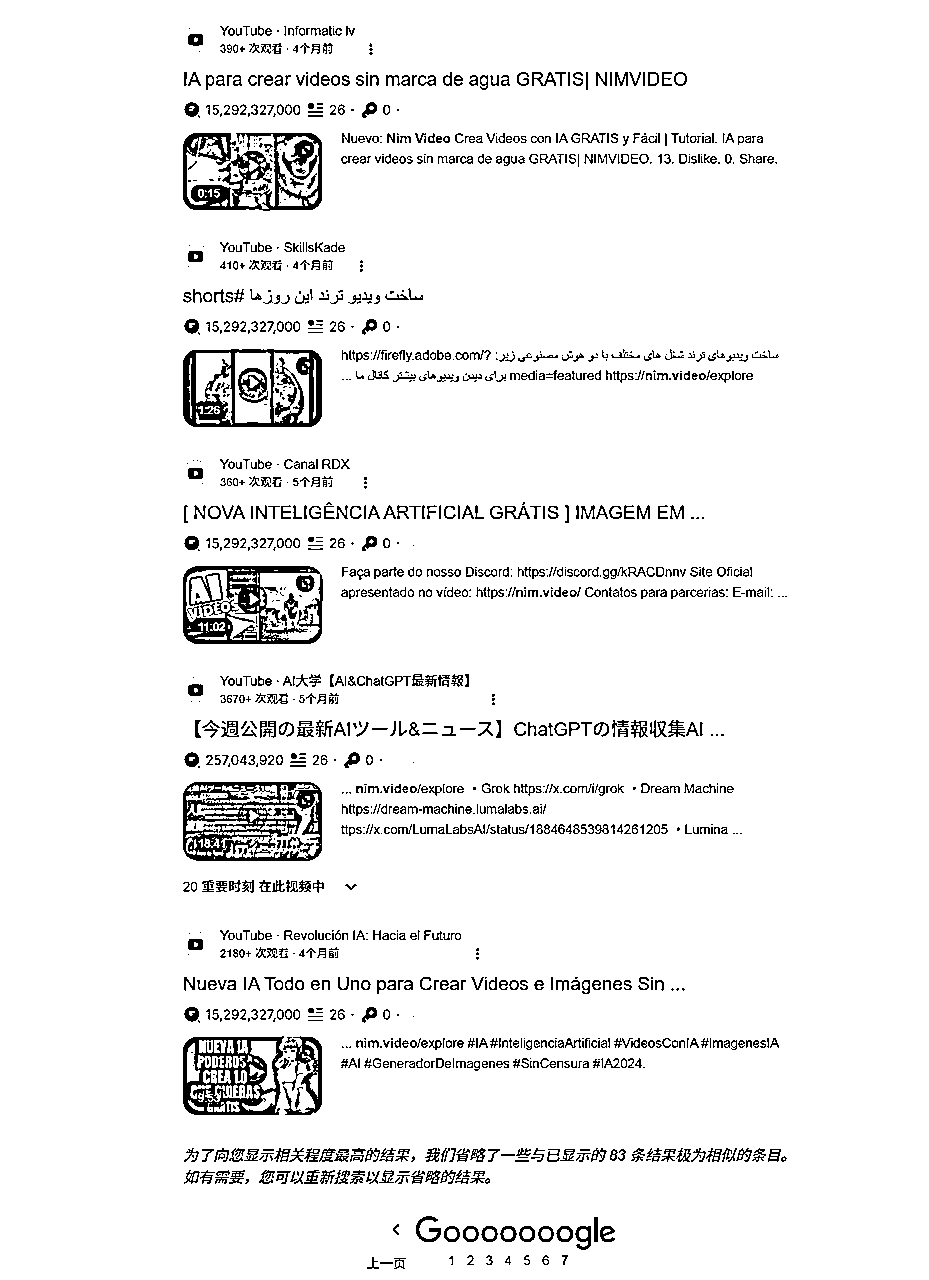 YouTube · Informatic lv
390+ 次观看 · 4个月前
IA para crear videos sin marca de agua GRATIS| NIMVIDEO
15,292,327,000 26 · 0 ·
Nuevo: Nim Video Crea Videos con IA GRATIS y Fácil | Tutorial. IA para
crear videos sin marca de agua GRATIS| NIMVIDEO. 13. Dislike. 0. Share.
0:15
YouTube · SkillsKade
410+ 次观看 · 4个月前
ساخت ویدیو ترند این روزها #shorts
15,292,327,000 26 · 0 ·
ساخت ویدیوهای ترند شغل های مختلف با دو هوش مصنوعی زیر: https://firefly.adobe.com/?
media=featured https://nim.video/explore برای دیدن ویدیوهای بیشتر کانال ما ...
1:26
YouTube · Canal RDX
360+ 次观看 · 5个月前
[ NOVA INTELIGÊNCIA ARTIFICIAL GRÁTIS ] IMAGEM EM ...
15,292,327,000 26 · 0 ·
Faça parte do nosso Discord: https://discord.gg/kRACDnnv Site Oficial
apresentado no vídeo: https://nim.video/ Contatos para parcerias: E-mail: ...
AI
VIDEOS
11:02
YouTube · AI大学【AI&ChatGPT最新情報】
3670+ 次观看 · 5个月前
【今週公開の最新AIツール&ニュース】ChatGPTの情報収集AI ...
257,043,920 26 · 0 ·
... nim.video/explore • Grok https://x.com/i/grok • Dream Machine
https://dream-machine.lumalabs.ai/
ttps://x.com/LumaLabsAI/status/1884648539814261205 • Lumina ...
18:41
20 重要时刻 在此视频中
YouTube · Revolución IA: Hacia el Futuro
2180+ 次观看 · 4个月前
Nueva IA Todo en Uno para Crear Videos e Imágenes Sin ...
15,292,327,000 26 · 0 ·
... nim.video/explore #IA #InteligenciaArtificial #VideosConIA #ImagenesIA
#AI #GeneradorDeImagenes #SinCensura #IA2024.
NUEVA IA
PODEROS
CREA LO
QUE QUIERAS
GRATIS
9:53
为了向您显示相关程度最高的结果，我们省略了一些与已显示的 83 条结果极为相似的条目。
如有需要，您可以重新搜索以显示省略的结果。
Gooooooogle
上一页 1 2 3 4 5 6 7